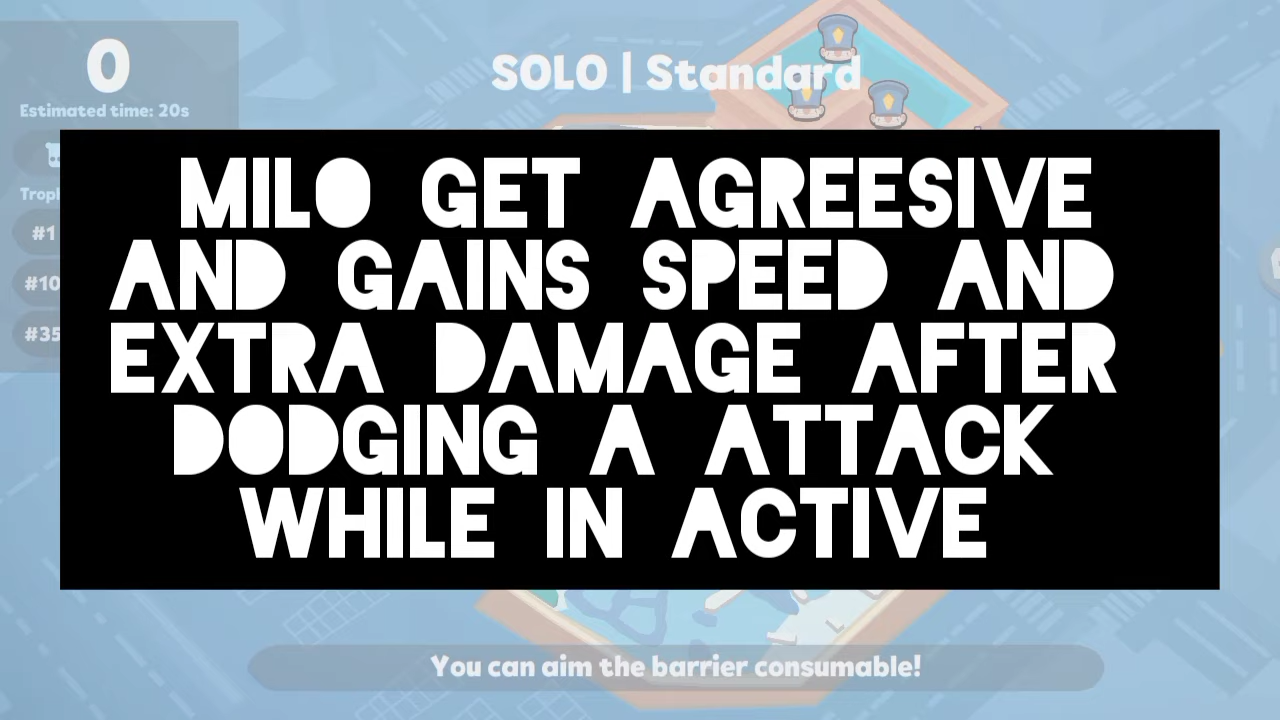 0
SOLO | Standard
Estimated time: 20s
Troph
#1
#10
#35
MILO GET AGREESIVE
AND GAINS SPEED AND
EXTRA DAMAGE AFTER
DODGING A ATTACK
WHILE IN ACTIVE
You can aim the barrier consumable!